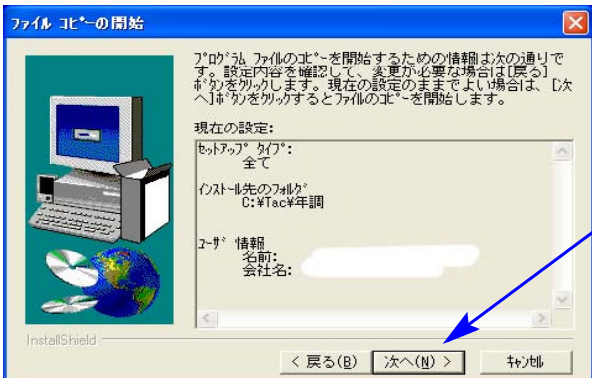 ファイル コピーの開始
プログラム ファイルのコピーを開始するための情報は次の通りで
す。設定内容を確認して、変更が必要な場合は[戻る]
ボタンをクリックします。現在の設定のままでよい場合は、[次
へ]ボタンをクリックするとファイルのコピーを開始します。
現在の設定:
セットアップ タイプ:
全て
インストール先のフォルダ
C:¥Tac¥年調
ユーザ 情報
名前:
会社名:
InstallShield
< 戻る(B)
次へ(N) >
キャンセル